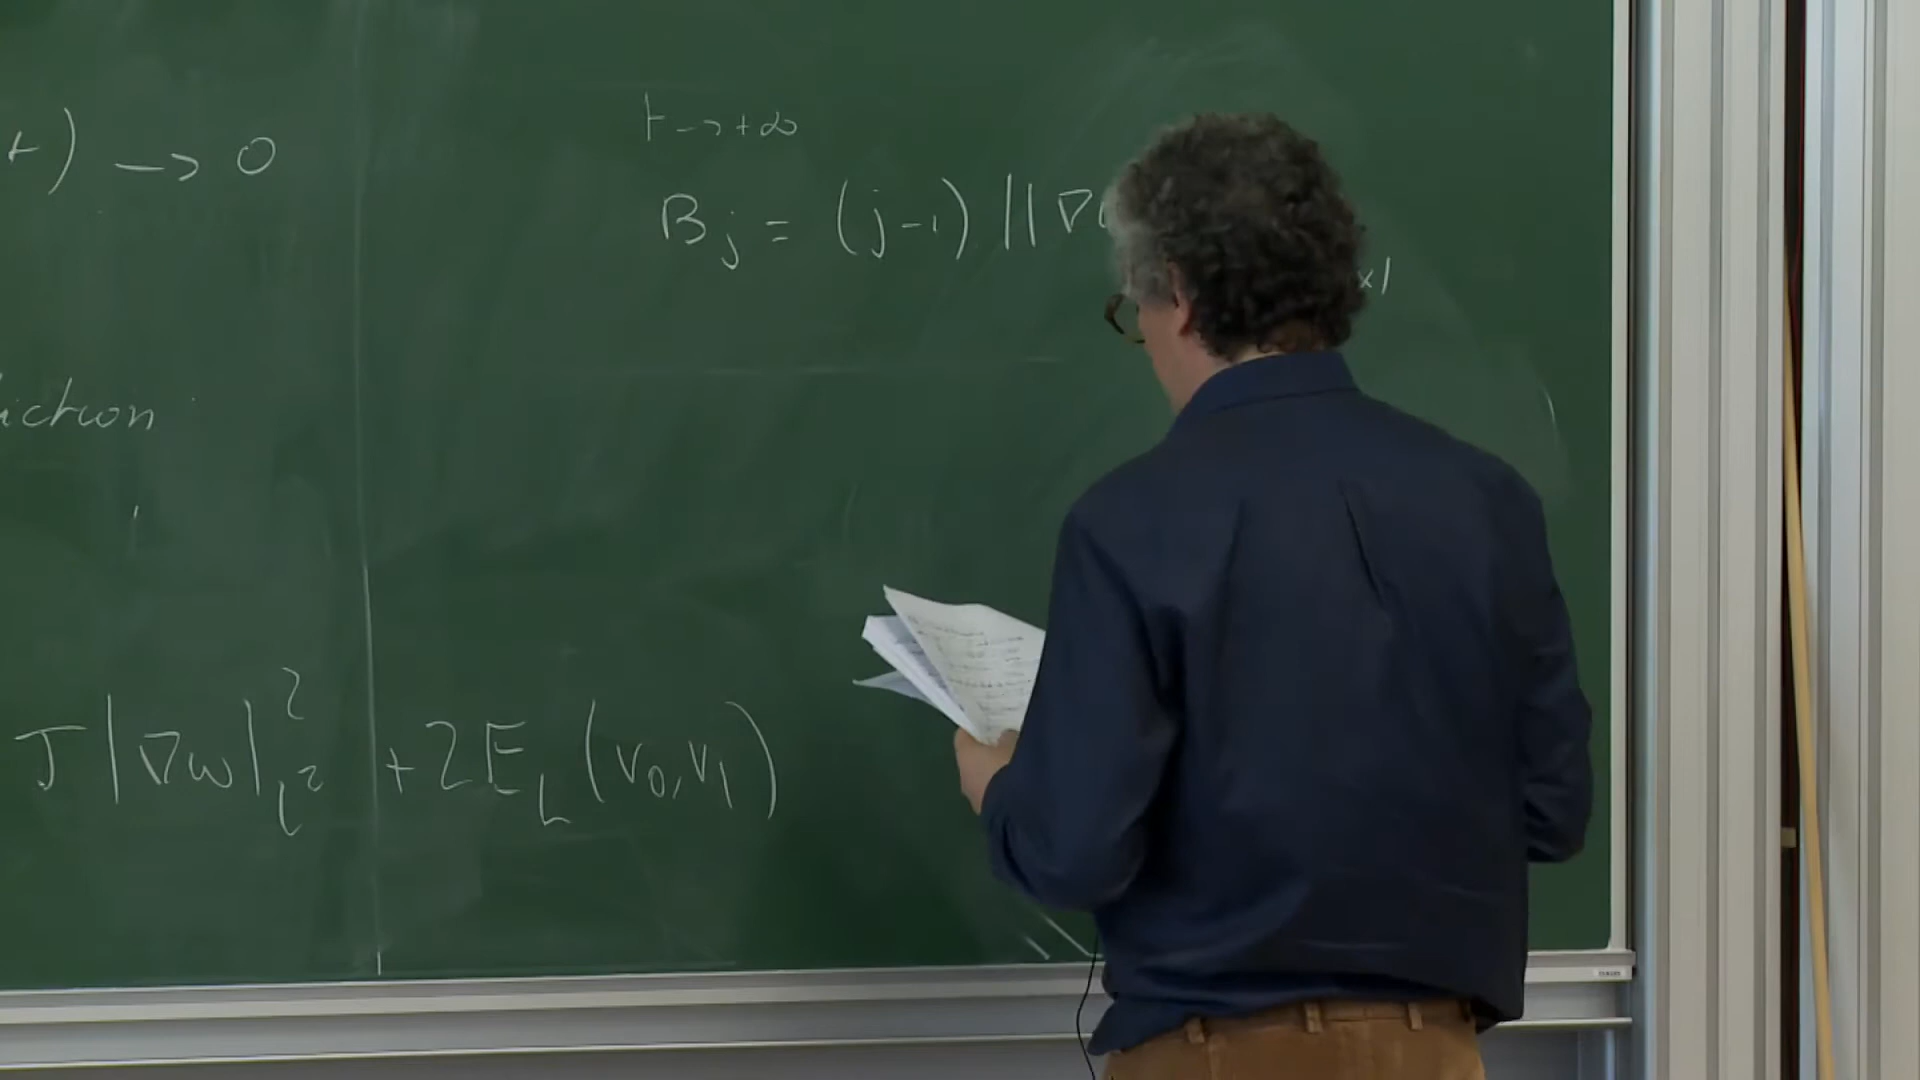 t) → 0
iction
J |∇w|²_{L²} + 2E_L (v₀,v₁)
t → +∞
B_j = (j-1) ||∇
x|